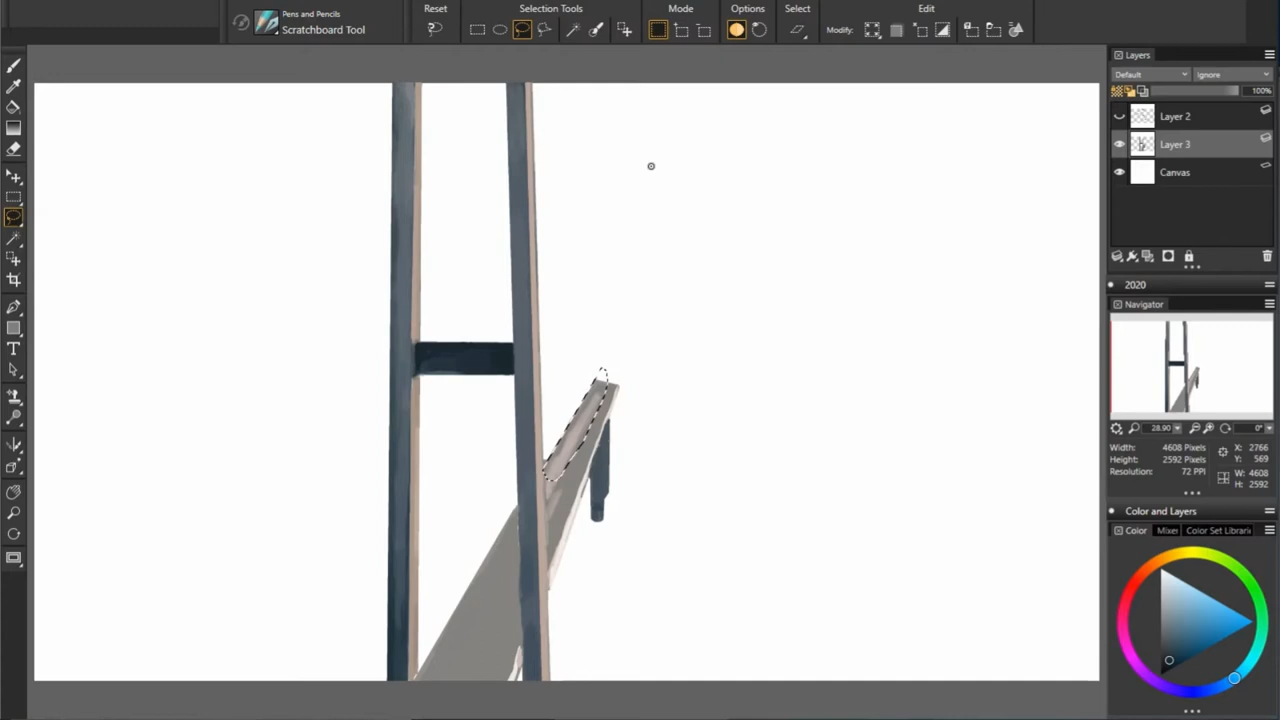 Pens and Pencils
Scratchboard Tool
Reset
Selection Tools
Mode
Options
Select
Edit
Modify:
Layers
Default
Ignore
100%
Layer 2
Layer 3
Canvas
2020
Navigator
28.90
0°
Width: 4608 Pixels
Height: 2592 Pixels
Resolution: 72 PPI
X: 2766
Y: 569
W: 4608
H: 2592
Color and Layers
Color
Mixer
Color Set Librari
T